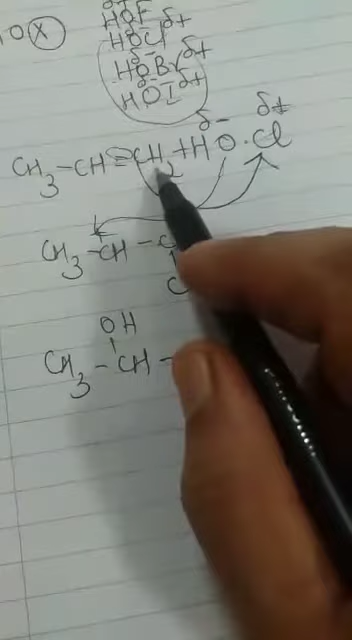 HOF δ+
HOCl δ+
δ- HOBr δ+
δ- HOI δ+
O X
δ- δ+
CH3-CH=CH2+HO.Cl
+
CH3-CH-C
C
OH
CH3-CH-